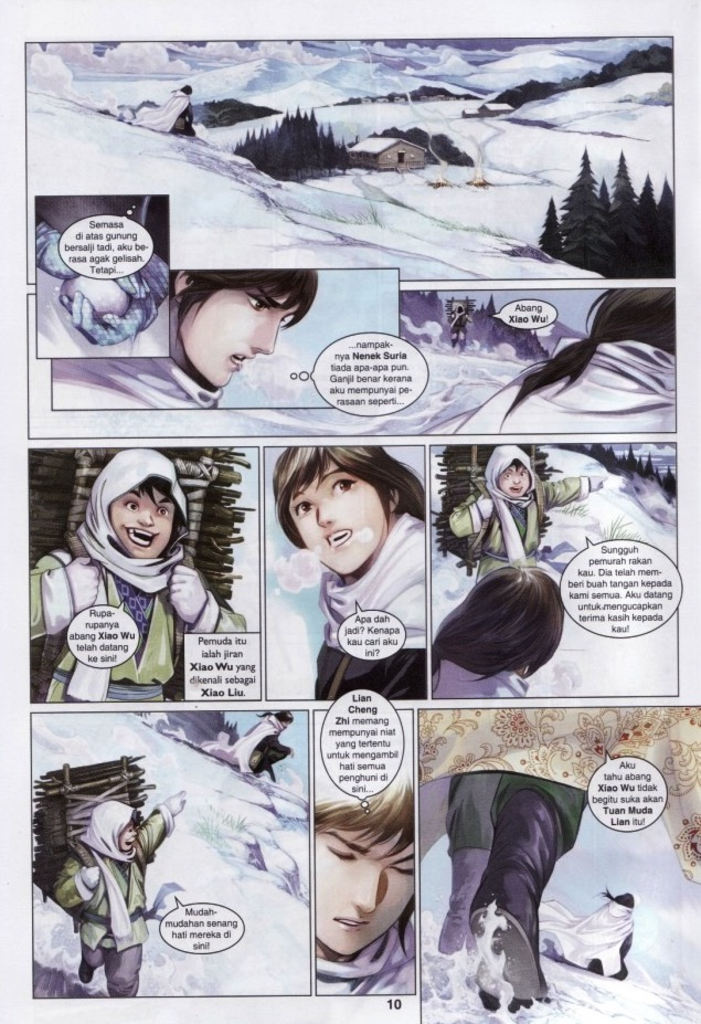 Semasa
di atas gunung
bersalji tadi, aku be-
rasa agak gelisah.
Tetapi...
...nampak-
nya Nenek Suria
tiada apa-apa pun.
Ganjil benar kerana
aku mempunyai pe-
rasaan seperti...
Abang
Xiao Wu!
Rupa-
rupanya
abang Xiao Wu
telah datang
ke sini!
Pemuda itu
ialah jiran
Xiao Wu yang
dikenali sebagai
Xiao Liu.
Apa dah
jadi? Kenapa
kau cari aku
ini?
Sungguh
pemurah rakan
kau. Dia telah mem-
beri buah tangan kepada
kami semua. Aku datang
untuk.mengucapkan
terima kasih kepada
kau!
Mudah-
mudahan senang
hati mereka di
sini!
Lian
Cheng
Zhi memang
mempunyai niat
yang tertentu
untuk mengambil
hati semua
penghuni di
sini...
Aku
tahu abang
Xiao Wu tidak
begitu suka akan
Tuan Muda
Lian itu!
10